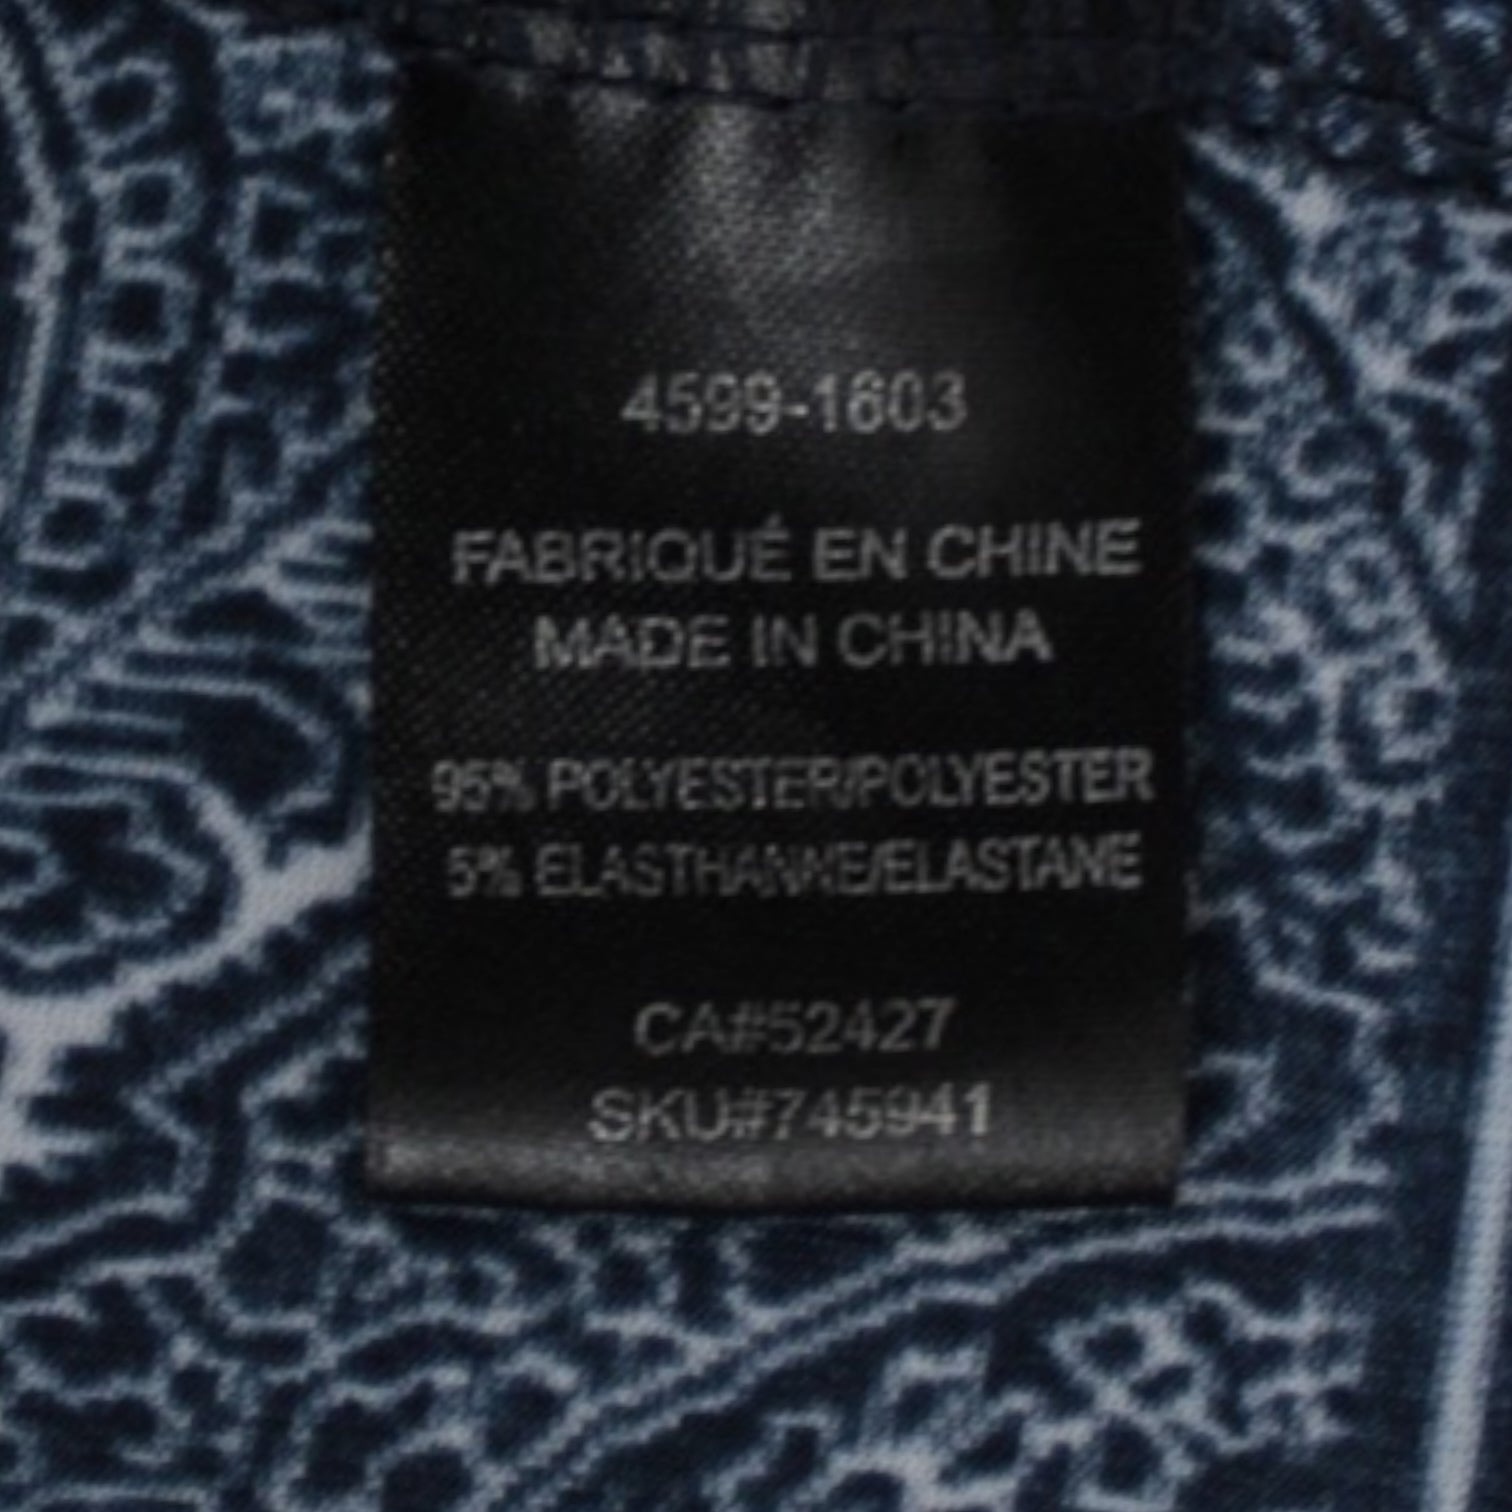 4599-1603
FABRIQUÉ EN CHINE
MADE IN CHINA
95% POLYESTER/POLYESTER
5% ELASTHANNE/ELASTANE
CA#52427
SKU#745941